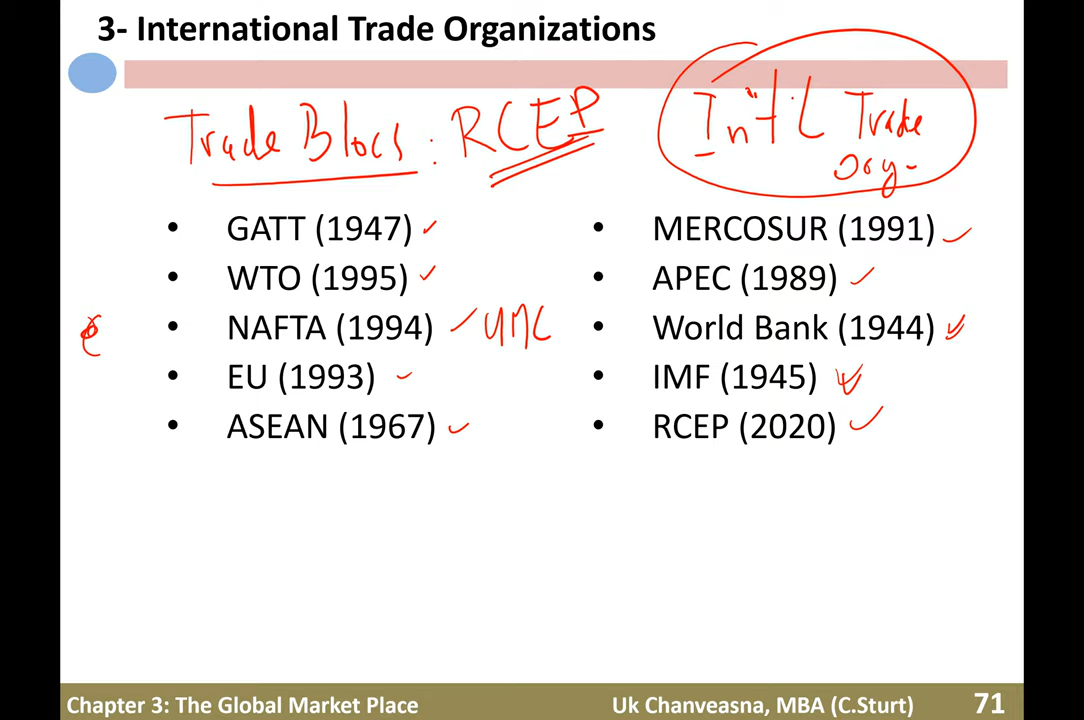 3- International Trade Organizations
Trade Blocs : RCEP
Int'l Trade
Org.
• GATT (1947)
• WTO (1995)
• NAFTA (1994)
• EU (1993)
• ASEAN (1967)
• MERCOSUR (1991)
• APEC (1989)
• World Bank (1944)
• IMF (1945)
• RCEP (2020)
Chapter 3: The Global Market Place
Uk Chanveasna, MBA (C.Sturt)
71